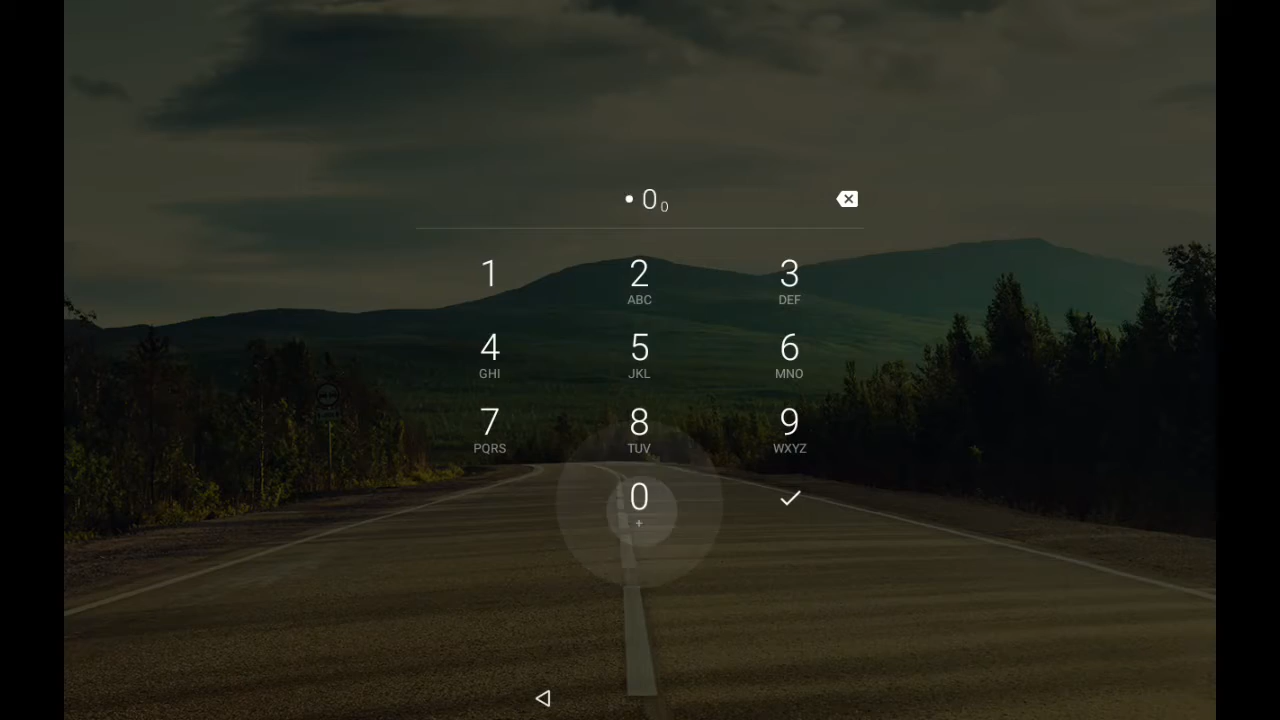 • 0 0
1 2 3
ABC DEF
4 5 6
GHI JKL MNO
7 8 9
PQRS TUV WXYZ
0
+